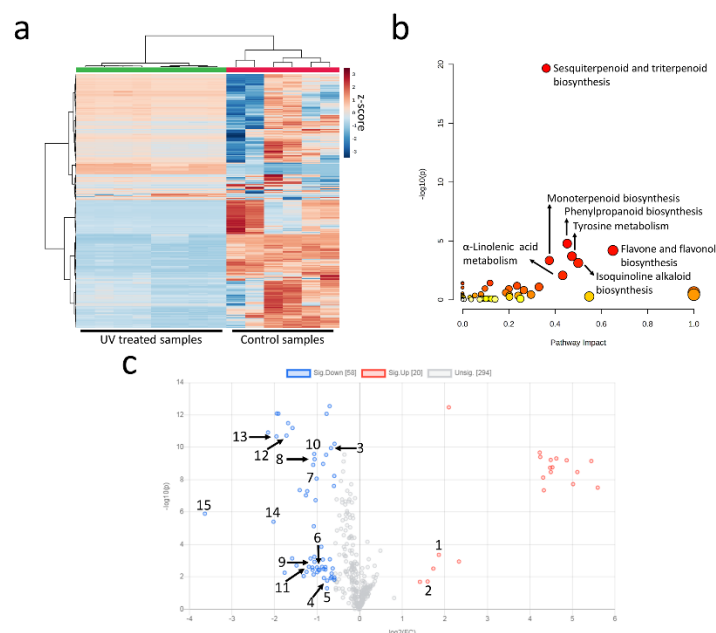 a
3
2
1
0
-1
-2
-3
z-score
UV treated samples
Control samples
b
20
15
10
5
0
-log10(p)
Sesquiterpenoid and triterpenoid
biosynthesis
Monoterpenoid biosynthesis
Phenylpropanoid biosynthesis
Tyrosine metabolism
α-Linolenic acid
metabolism
Flavone and flavonol
biosynthesis
Isoquinoline alkaloid
biosynthesis
0.0
0.2
0.4
0.6
0.8
1.0
Pathway Impact
c
Sig.Down [58]
Sig.Up [20]
Unsig. [294]
14
12
10
8
6
4
2
0
-log10(p)
13
12
10
8
3
7
15
14
9
6
11
4
5
1
2
-4
-3
-2
-1
0
1
2
3
4
5
6
log2(FC)